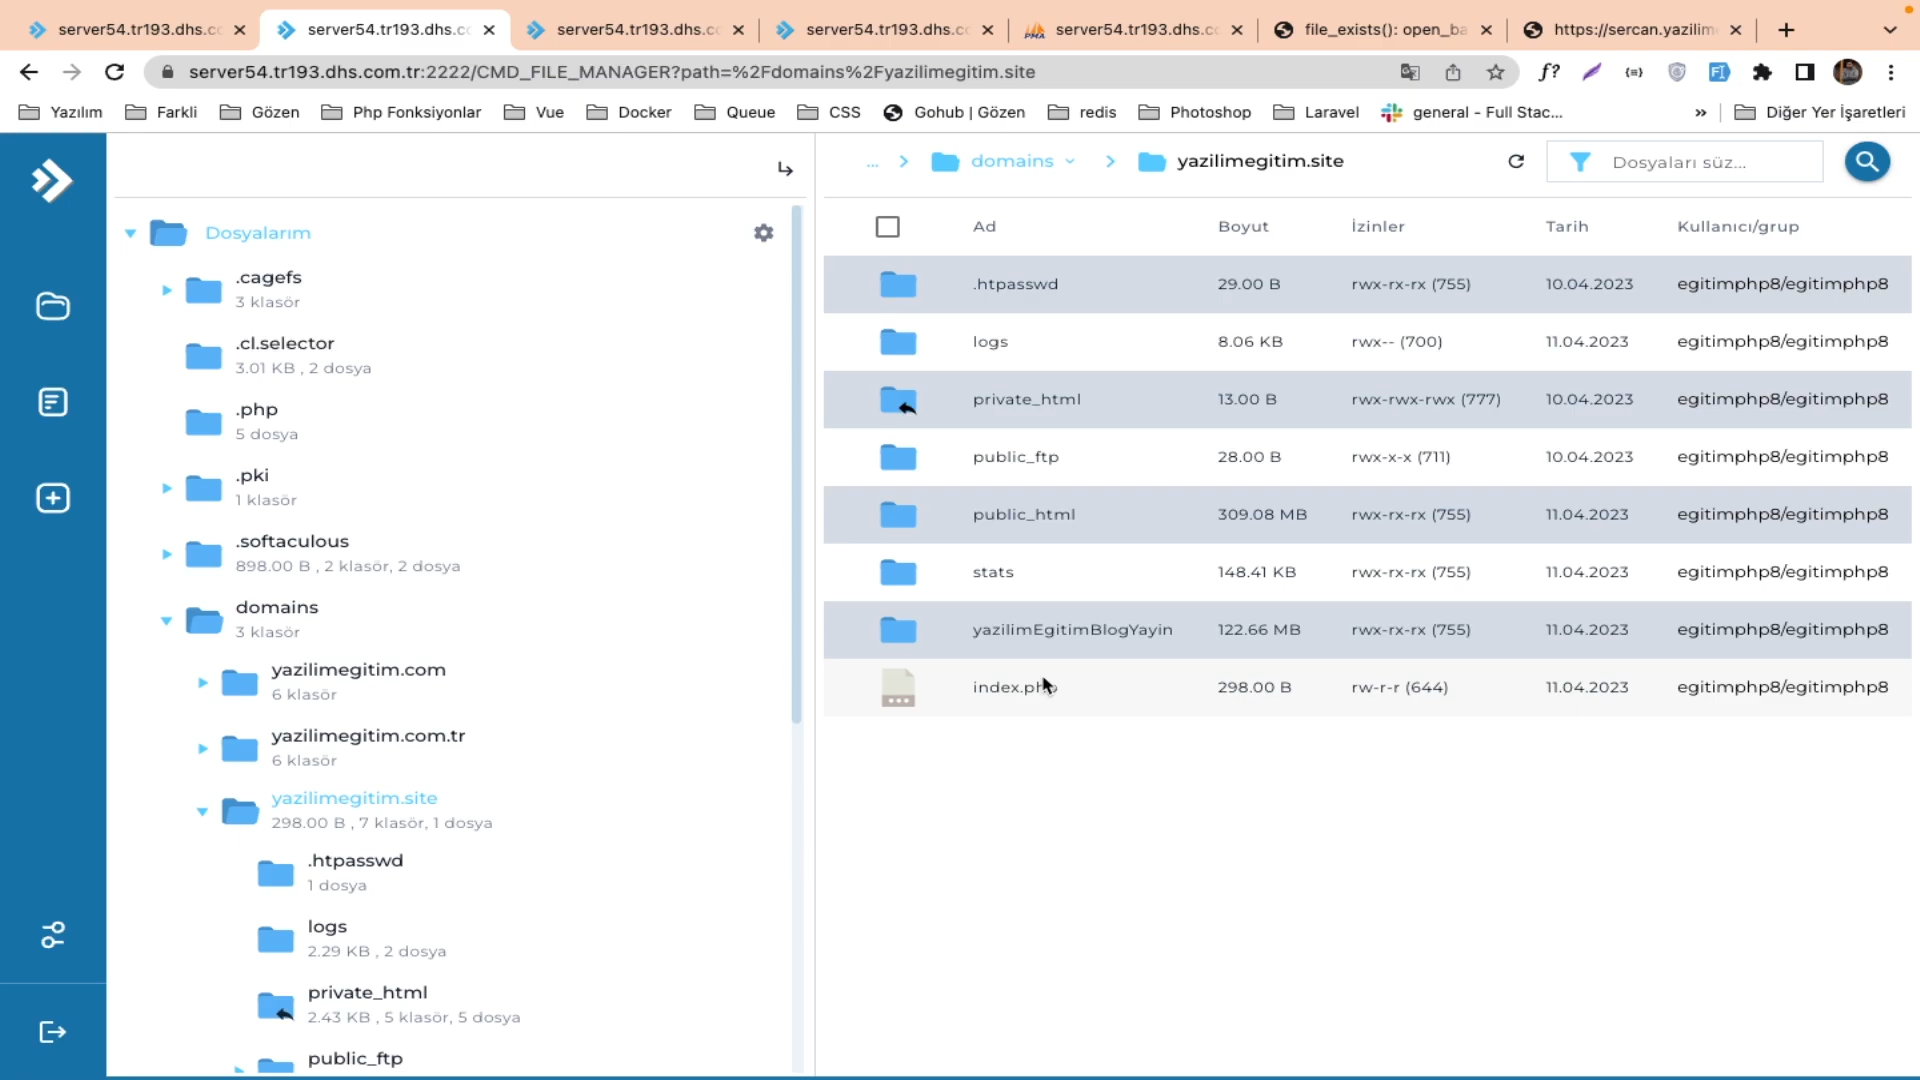 server54.tr193.dhs.co
server54.tr193.dhs.co
server54.tr193.dhs.co
server54.tr193.dhs.co
PMA
server54.tr193.dhs.co
file_exists(): open_ba
https://sercan.yazilim
server54.tr193.dhs.com.tr:2222/CMD_FILE_MANAGER?path=%2Fdomains%2Fyazilimegitim.site
f?
{=}
Yazılım
Farkli
Gözen
Php Fonksiyonlar
Vue
Docker
Queue
CSS
Gohub | Gözen
redis
Photoshop
Laravel
general - Full Stac...
»
Diğer Yer İşaretleri
... > domains > yazilimegitim.site
Dosyaları süz...
Dosyalarım
.cagefs
3 klasör
.cl.selector
3.01 KB , 2 dosya
.php
5 dosya
.pki
1 klasör
.softaculous
898.00 B , 2 klasör, 2 dosya
domains
3 klasör
yazilimegitim.com
6 klasör
yazilimegitim.com.tr
6 klasör
yazilimegitim.site
298.00 B , 7 klasör, 1 dosya
.htpasswd
1 dosya
logs
2.29 KB , 2 dosya
private_html
2.43 KB , 5 klasör, 5 dosya
public_ftp
Ad Boyut İzinler Tarih Kullanıcı/grup
.htpasswd 29.00 B rwx-rx-rx (755) 10.04.2023 egitimphp8/egitimphp8
logs 8.06 KB rwx-- (700) 11.04.2023 egitimphp8/egitimphp8
private_html 13.00 B rwx-rwx-rwx (777) 10.04.2023 egitimphp8/egitimphp8
public_ftp 28.00 B rwx-x-x (711) 10.04.2023 egitimphp8/egitimphp8
public_html 309.08 MB rwx-rx-rx (755) 11.04.2023 egitimphp8/egitimphp8
stats 148.41 KB rwx-rx-rx (755) 11.04.2023 egitimphp8/egitimphp8
yazilimEgitimBlogYayin 122.66 MB rwx-rx-rx (755) 11.04.2023 egitimphp8/egitimphp8
index.php 298.00 B rw-r-r (644) 11.04.2023 egitimphp8/egitimphp8